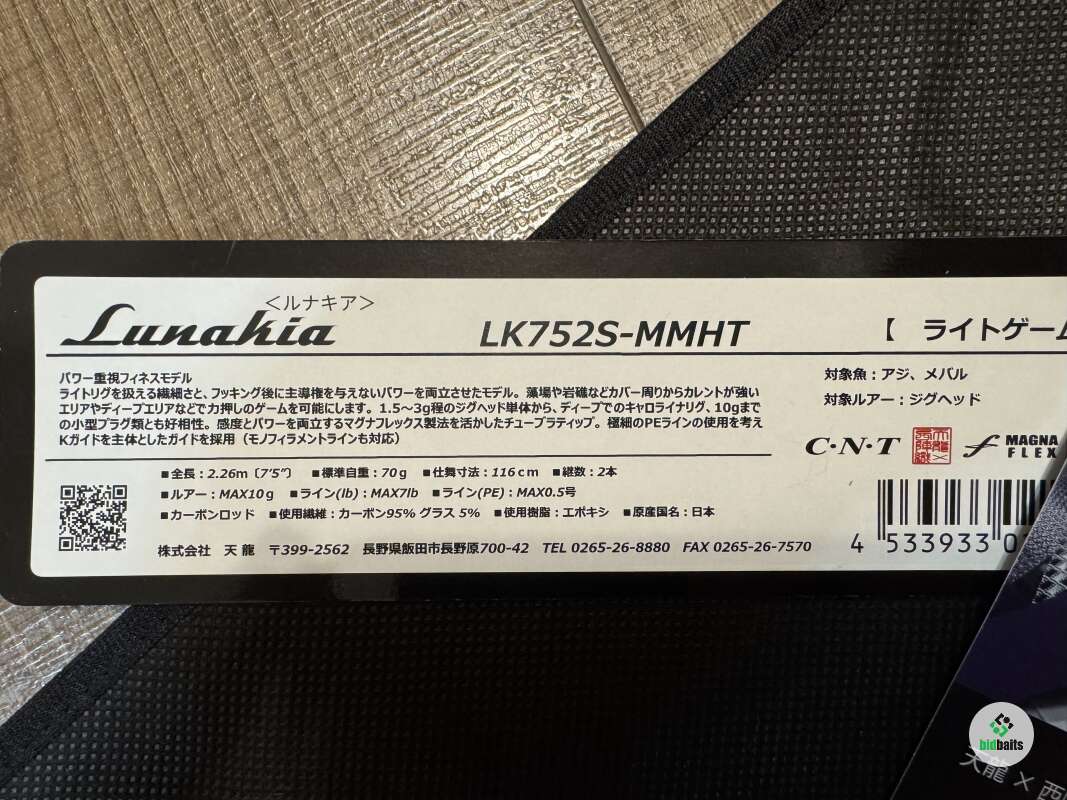 <ルナキア>
Lunakia LK752S-MMHT 【 ライトゲーム
パワー重視フィネスモデル
ライトリグを扱える繊細さと、フッキング後に主導権を与えないパワーを両立させたモデル。藻場や岩礁などカバー周りからカレントが強い
エリアやディープエリアなどで力押しのゲームを可能にします。1.5～3g程のジグヘッド単体から、ディープでのキャロライナリグ、10gまで
の小型プラグ類とも好相性。感度とパワーを両立するマグナフレックス製法を活かしたチューブラティップ。極細のPEラインの使用を考え
Kガイドを主体としたガイドを採用（モノフィラメントラインも対応）
対象魚：アジ、メバル
対象ルアー：ジグヘッド
C・N・T
MAGNA
FLEX
■全長：2.26m（7'5"） ■標準自重：70g ■仕舞寸法：116cm ■継数：2本
■ルアー：MAX10g ■ライン(lb)：MAX7lb ■ライン(PE)：MAX0.5号
■カーボンロッド ■使用繊維：カーボン95% グラス5% ■使用樹脂：エポキシ ■原産国名：日本
株式会社 天龍 〒399-2562 長野県飯田市長野原700-42 TEL 0265-26-8880 FAX 0265-26-7570
4 533933 0
bidbaits
天龍 × 西